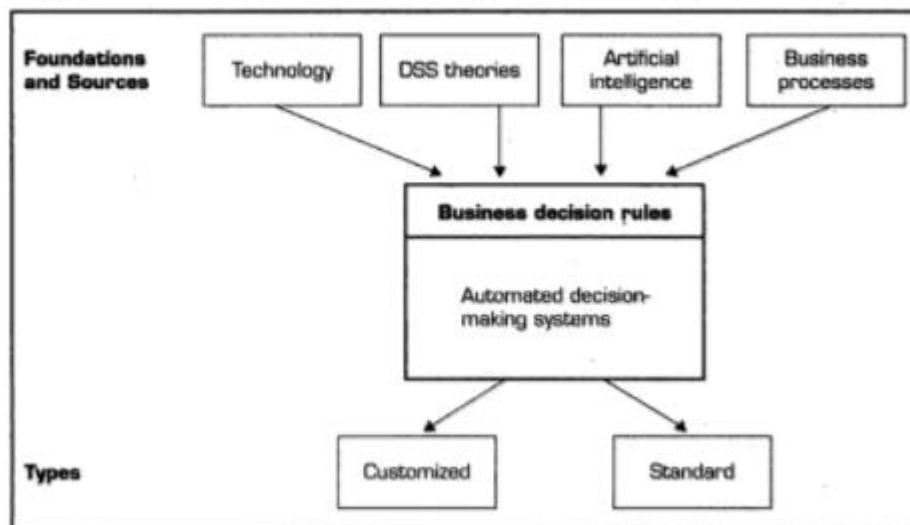 Foundations
and Sources
Technology
DSS theories
Artificial
intelligence
Business
processes
Business decision rules
Automated decision-
making systems
Types
Customized
Standard